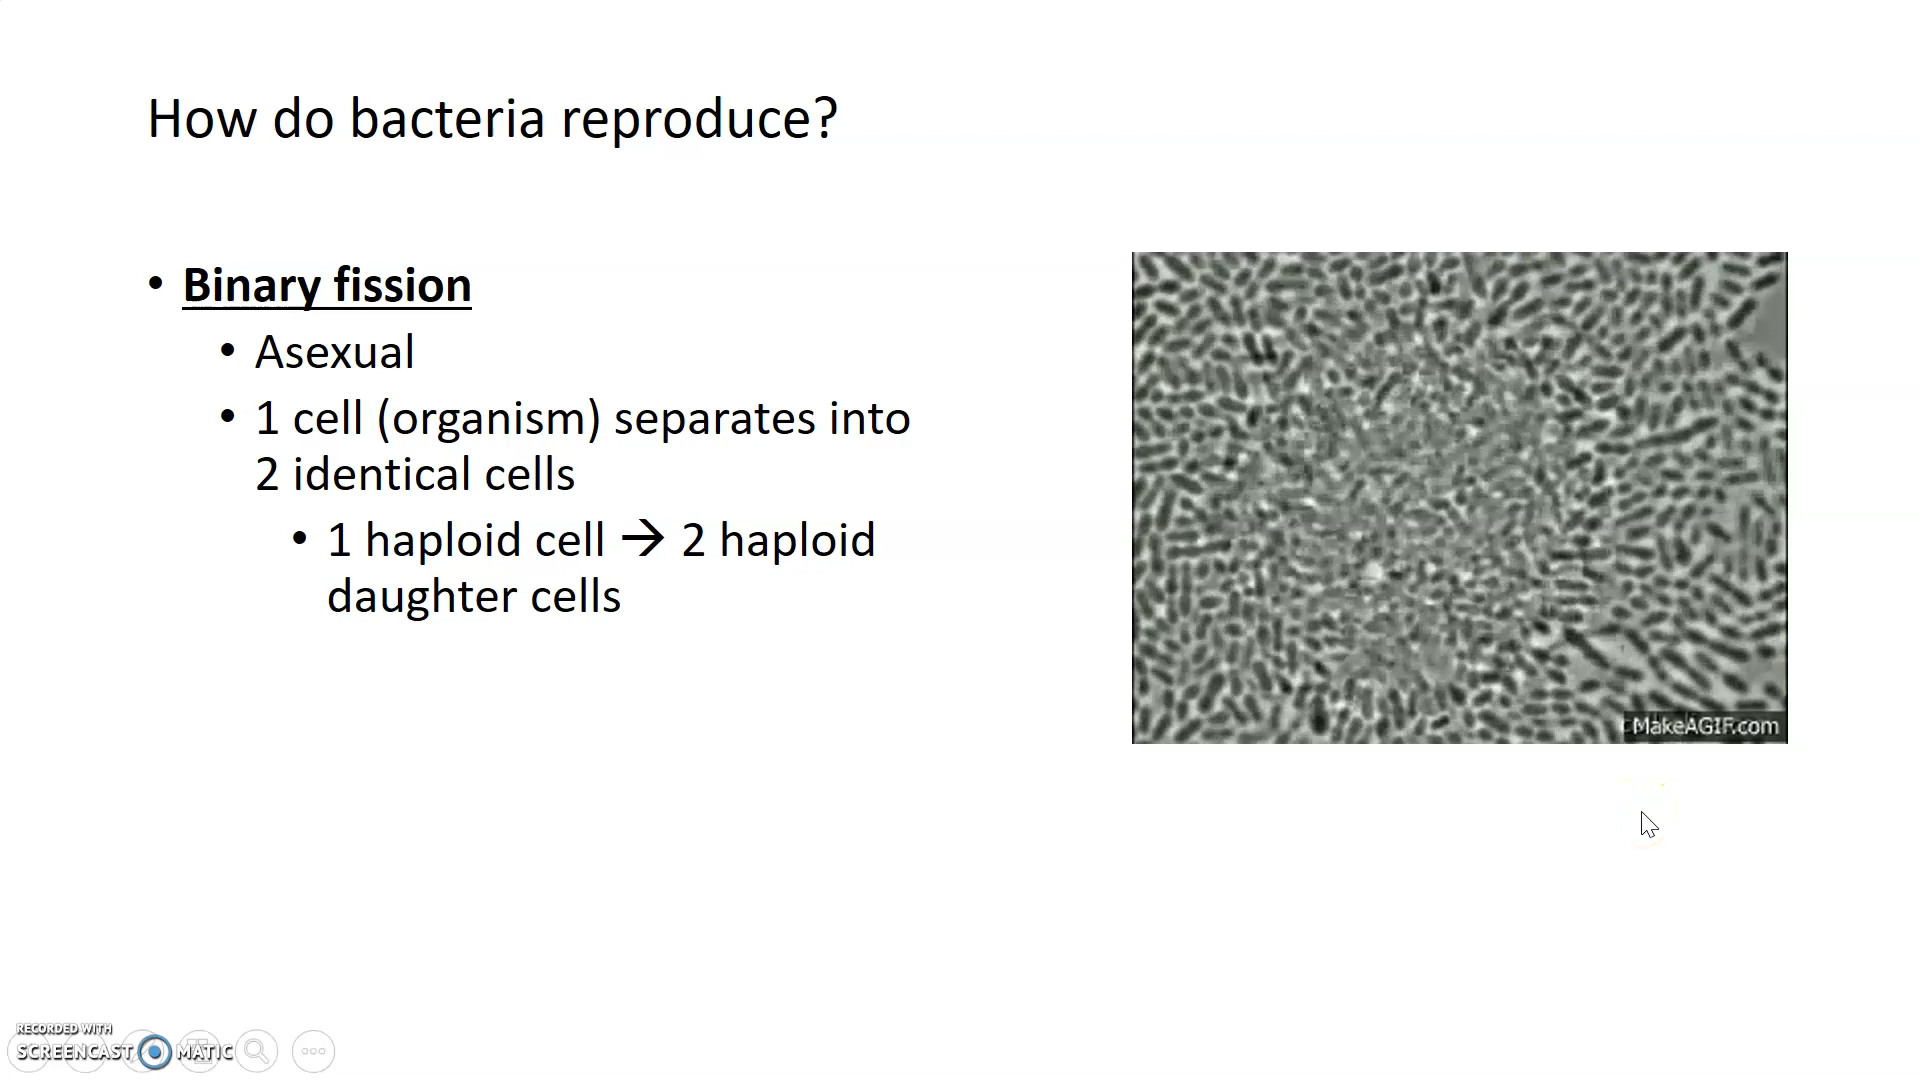 How do bacteria reproduce?
• Binary fission
• Asexual
• 1 cell (organism) separates into
2 identical cells
• 1 haploid cell → 2 haploid
daughter cells
MakeAGIF.com
RECORDED WITH
SCREENCAST MATIC